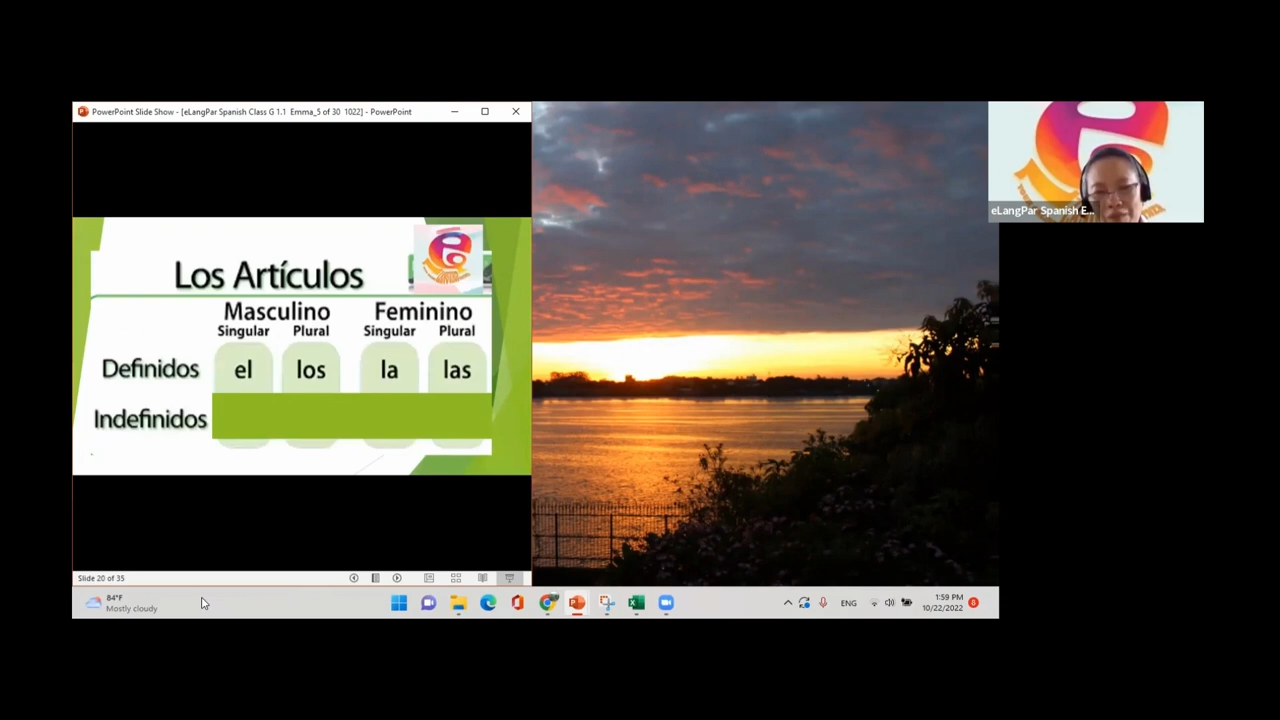 PowerPoint Slide Show - [eLangPar Spanish Class G 1.1 Emma_5 of 30 1022] - PowerPoint
Los Artículos
Masculino Feminino
Singular Plural Singular Plural
Definidos el los la las
Indefinidos
eLangPar Spanish E...
Slide 20 of 35
84°F
Mostly cloudy
ENG
1:59 PM
10/22/2022
8